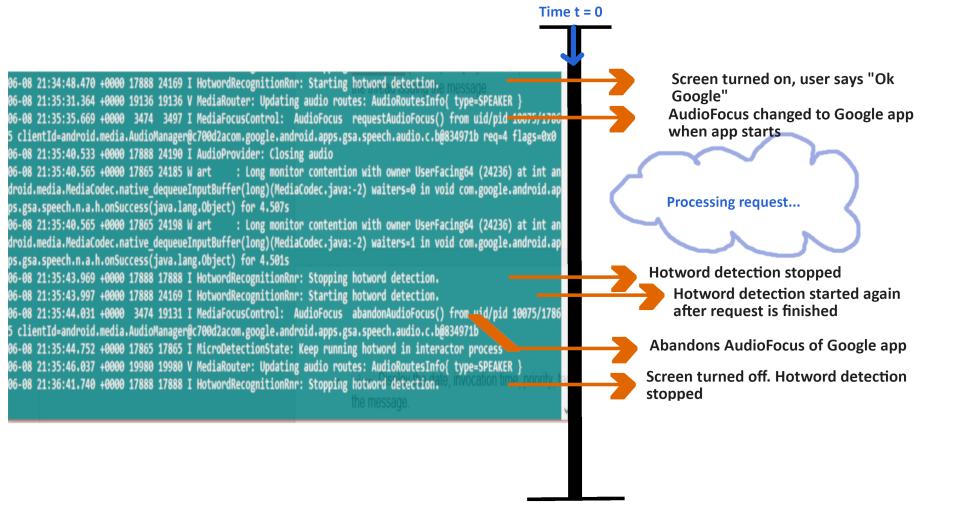 Time t = 0
06-08 21:34:48.470 +0000 17888 24169 I HotwordRecognitionRnr: Starting hotword detection.
06-08 21:35:31.364 +0000 19136 19136 V MediaRouter: Updating audio routes: AudioRoutesInfo{ type=SPEAKER }
06-08 21:35:35.669 +0000 3474 3497 I MediaFocusControl: AudioFocus requestAudioFocus() from uid/pid 10075/1786
5 clientId=android.media.AudioManager@c700d2acom.google.android.apps.gsa.speech.audio.c.b@834971b req=4 flags=0x0
06-08 21:35:40.533 +0000 17888 24190 I AudioProvider: Closing audio
06-08 21:35:40.565 +0000 17865 24185 W art : Long monitor contention with owner UserFacing64 (24236) at int an
droid.media.MediaCodec.native_dequeueInputBuffer(long)(MediaCodec.java:-2) waiters=0 in void com.google.android.ap
ps.gsa.speech.n.a.h.onSuccess(java.lang.Object) for 4.507s
06-08 21:35:40.565 +0000 17865 24198 W art : Long monitor contention with owner UserFacing64 (24236) at int an
droid.media.MediaCodec.native_dequeueInputBuffer(long)(MediaCodec.java:-2) waiters=1 in void com.google.android.ap
ps.gsa.speech.n.a.h.onSuccess(java.lang.Object) for 4.501s
06-08 21:35:43.969 +0000 17888 17888 I HotwordRecognitionRnr: Stopping hotword detection.
06-08 21:35:43.997 +0000 17888 24169 I HotwordRecognitionRnr: Starting hotword detection.
06-08 21:35:44.031 +0000 3474 19131 I MediaFocusControl: AudioFocus abandonAudioFocus() from uid/pid 10075/1786
5 clientId=android.media.AudioManager@c700d2acom.google.android.apps.gsa.speech.audio.c.b@834971b
06-08 21:35:44.752 +0000 17865 17865 I MicroDetectionState: Keep running hotword in interactor process
06-08 21:35:46.037 +0000 19980 19980 V MediaRouter: Updating audio routes: AudioRoutesInfo{ type=SPEAKER }
06-08 21:36:41.740 +0000 17888 17888 I HotwordRecognitionRnr: Stopping hotword detection.
the message.
Screen turned on, user says "Ok
Google"
AudioFocus changed to Google app
when app starts
Processing request...
Hotword detection stopped
Hotword detection started again
after request is finished
Abandons AudioFocus of Google app
Screen turned off. Hotword detection
stopped